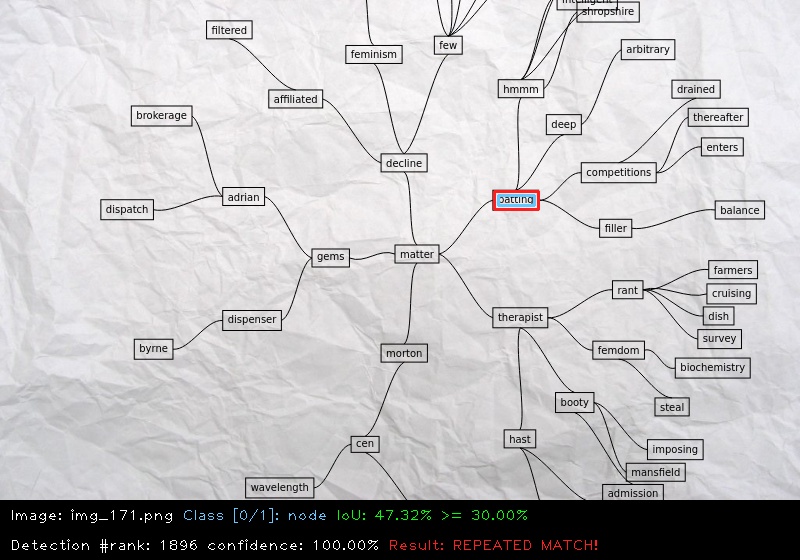 intelligent
shropshire
filtered
few
arbitrary
feminism
hmmm
drained
affiliated
brokerage
thereafter
deep
enters
decline
competitions
adrian
batting
dispatch
balance
filler
gems
matter
farmers
rant
cruising
dispenser
therapist
dish
survey
byrne
morton
femdom
biochemistry
booty
steal
cen
hast
imposing
mansfield
wavelength
admission
Image: img_171.png Class [0/1]: node IoU: 47.32% >= 30.00%
Detection #rank: 1896 confidence: 100.00% Result: REPEATED MATCH!